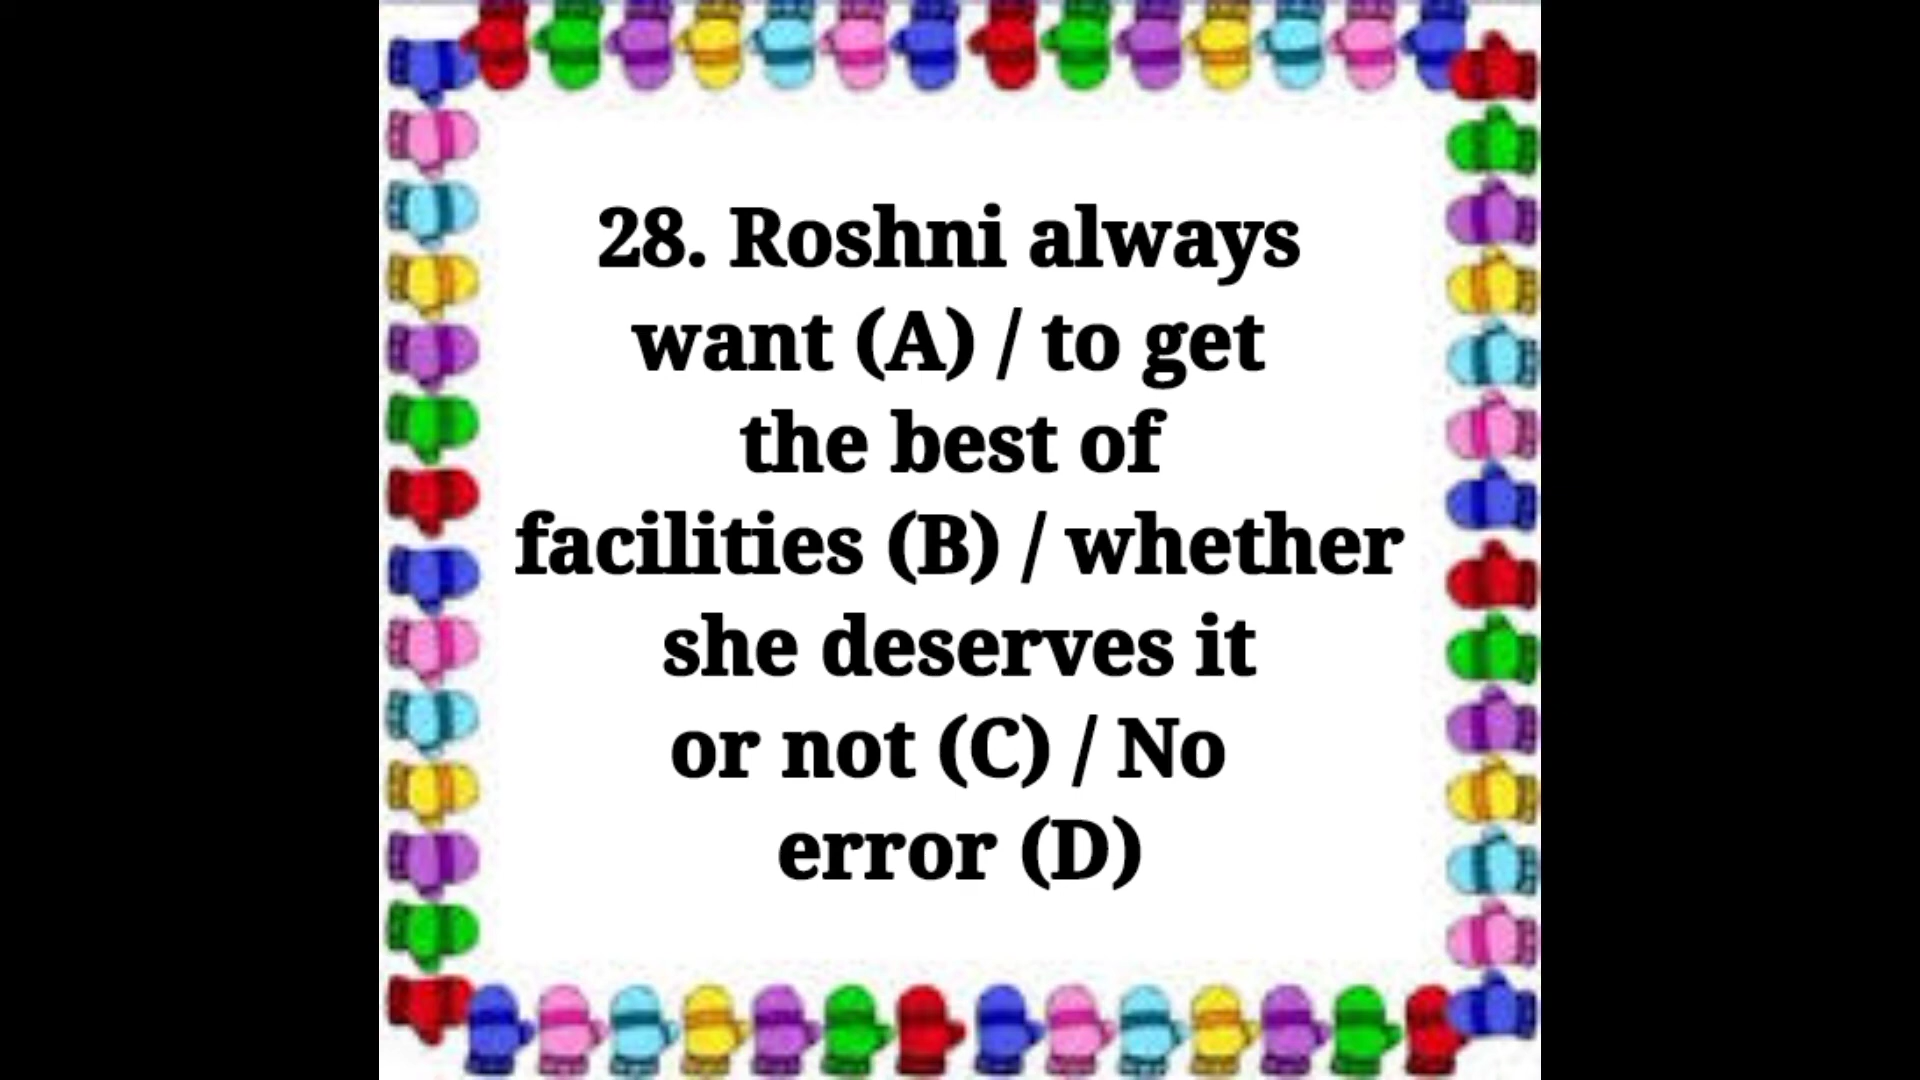 28. Roshni always
want (A) / to get
the best of
facilities (B) / whether
she deserves it
or not (C) / No
error (D)